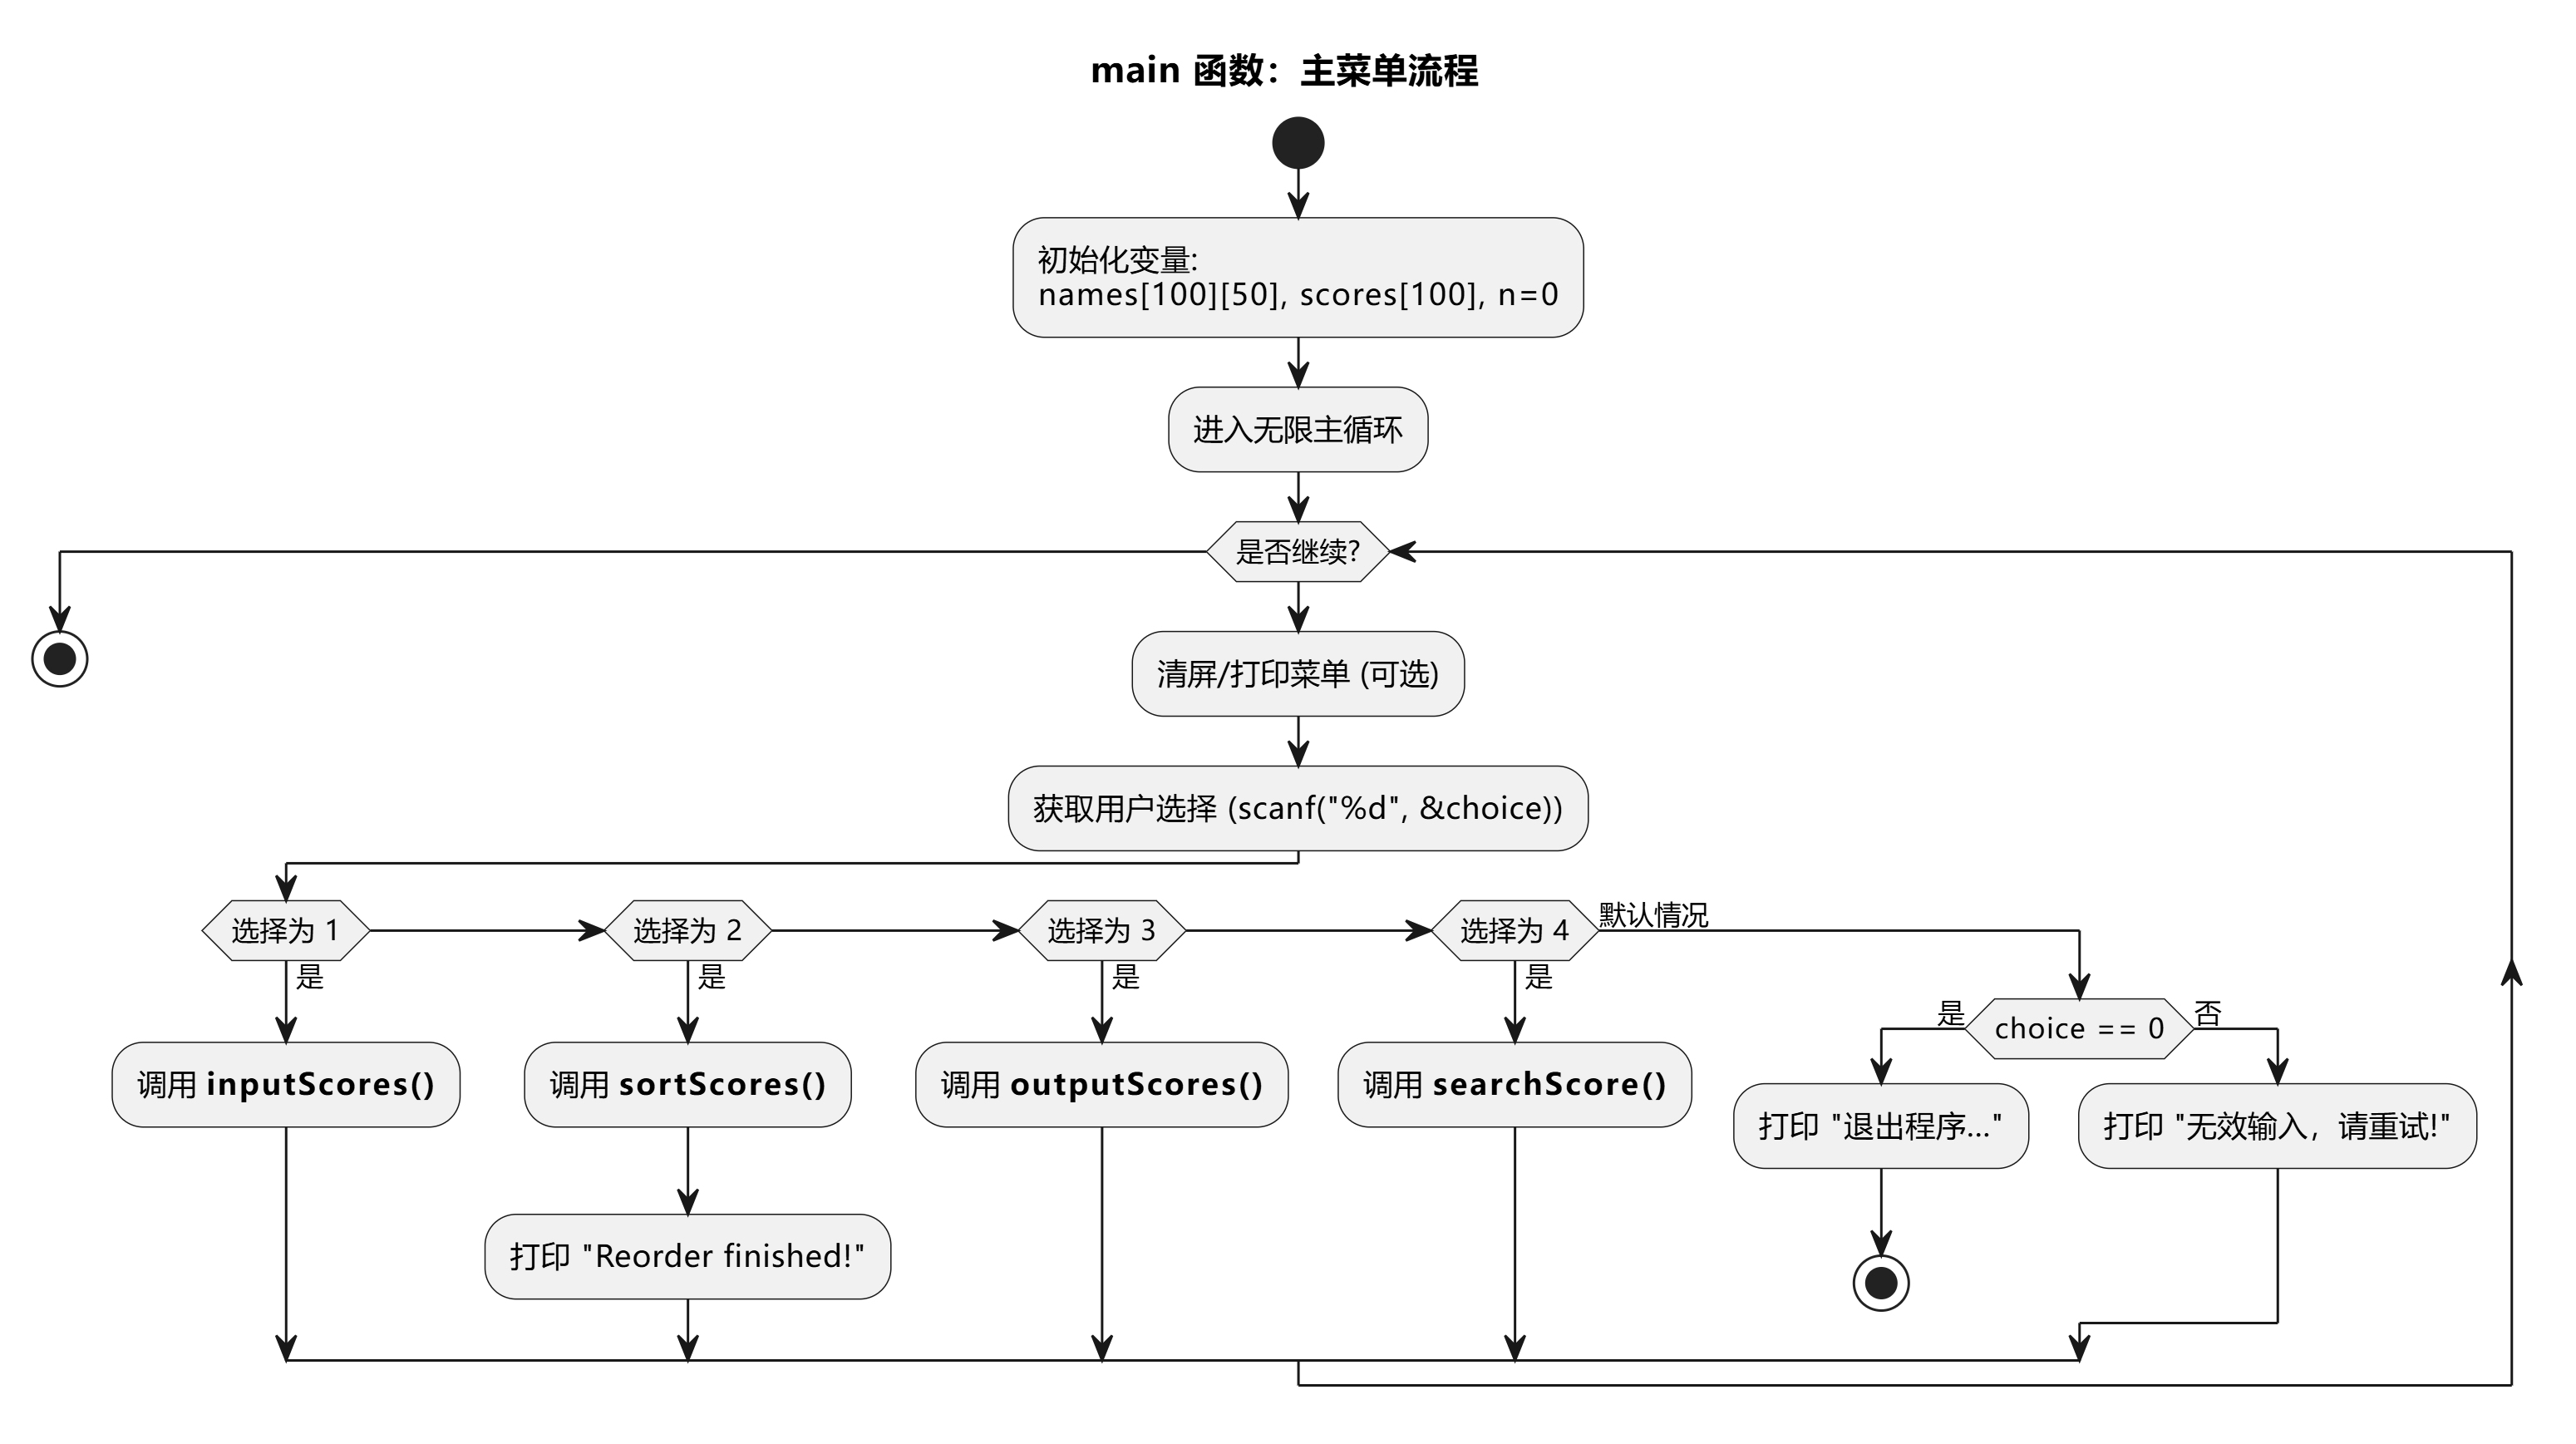 main 函数：主菜单流程
初始化变量:
names[100][50], scores[100], n=0
进入无限主循环
是否继续?
清屏/打印菜单 (可选)
获取用户选择 (scanf("%d", &choice))
选择为 1
选择为 2
选择为 3
选择为 4
默认情况
是
是
是
是
是
choice == 0
否
调用 inputScores()
调用 sortScores()
调用 outputScores()
调用 searchScore()
打印 "退出程序..."
打印 "无效输入，请重试!"
打印 "Reorder finished!"